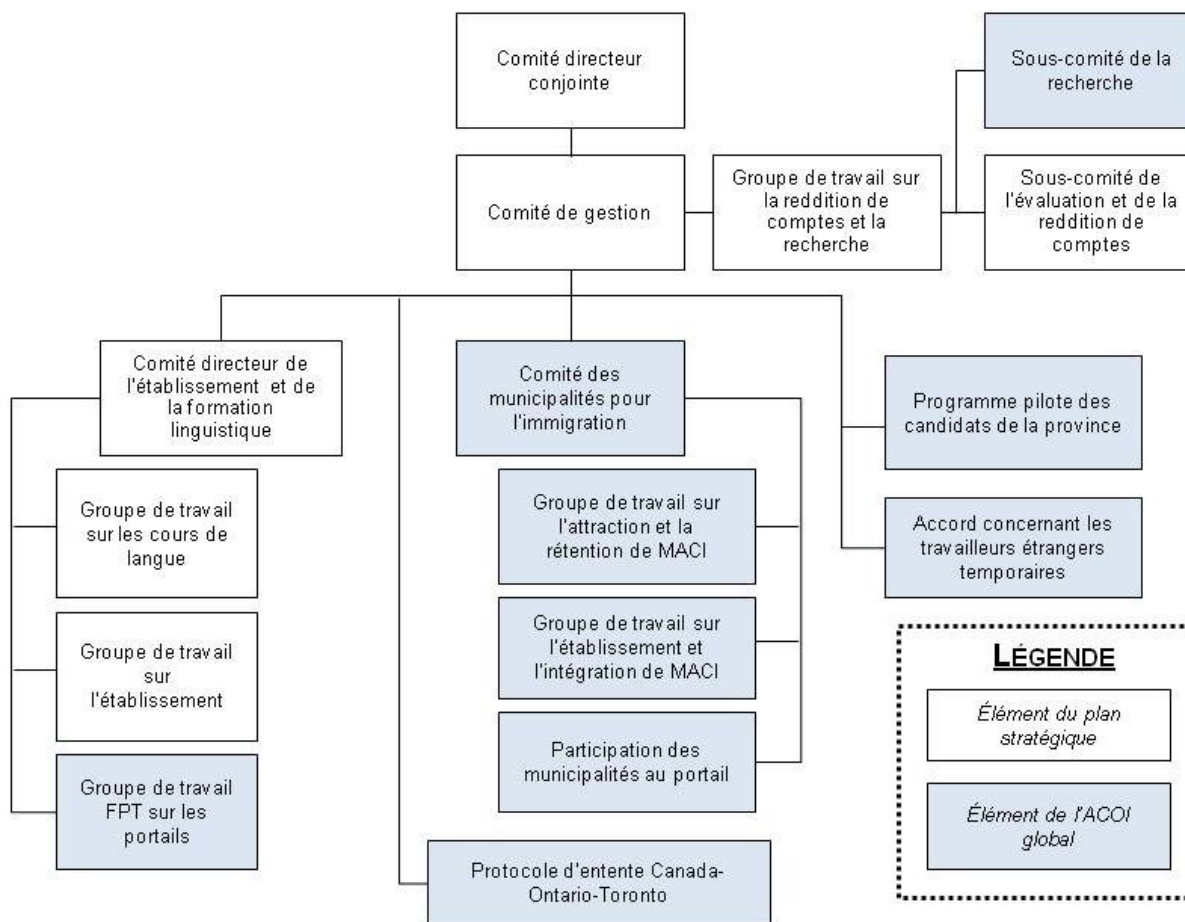 Comité directeur
conjointe
Sous-comité de la
recherche
Comité de gestion
Groupe de travail sur
la reddition de
comptes et la
recherche
Sous-comité de
l'évaluation et de la
reddition de
comptes
Comité directeur de
l'établissement et de
la formation
linguistique
Groupe de travail
sur les cours de
langue
Groupe de travail
sur
l'établissement
Groupe de travail
FPT sur les
portails
Comité des
municipalités pour
l'immigration
Groupe de travail sur
l'attraction et la
rétention de MACI
Groupe de travail sur
l'établissement et
l'intégration de MACI
Participation des
municipalités au portail
Protocole d'entente Canada-
Ontario-Toronto
Programme pilote des
candidats de la province
Accord concernant les
travailleurs étrangers
temporaires
LÉGENDE
Élément du plan
stratégique
Élément de l'ACOI
global